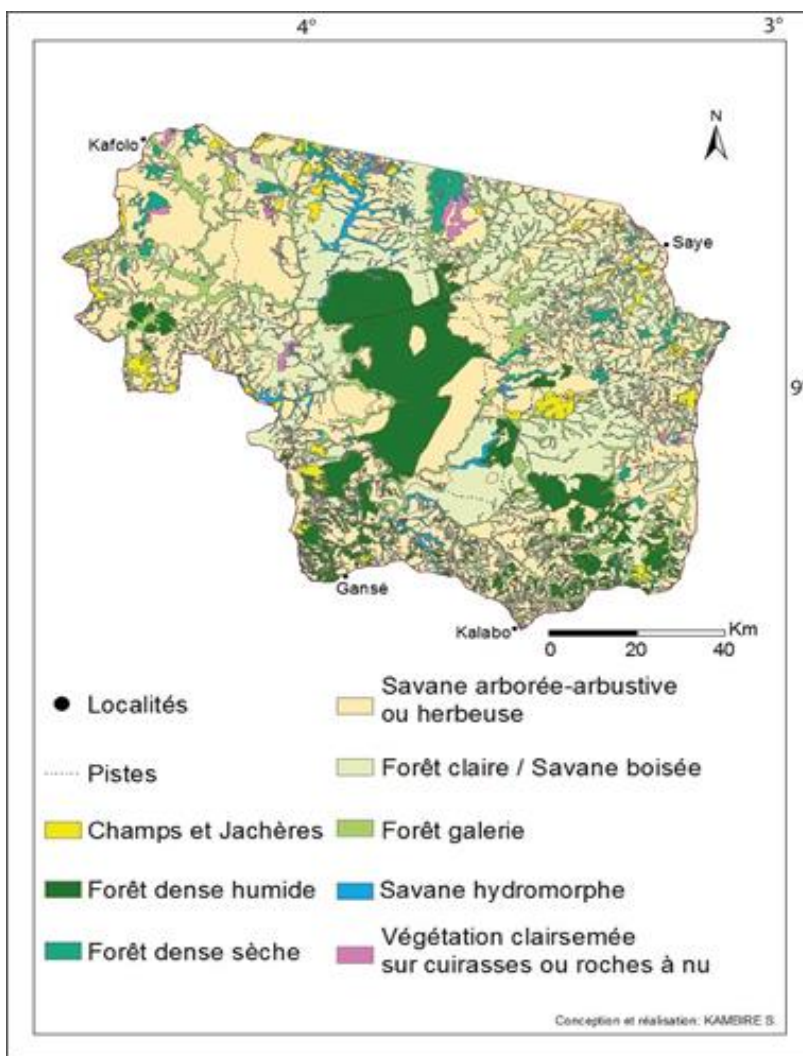 4°
3°
N
Kafolo
Saye
9°
Gansé
Kalabo
Km
0 20 40
Localités
Pistes
Champs et Jachères
Forêt dense humide
Forêt dense sèche
Savane arborée-arbustive
ou herbeuse
Forêt claire / Savane boisée
Forêt galerie
Savane hydromorphe
Végétation clairsemée
sur cuirasses ou roches à nu
Conception et réalisation: KAMBIRE S.